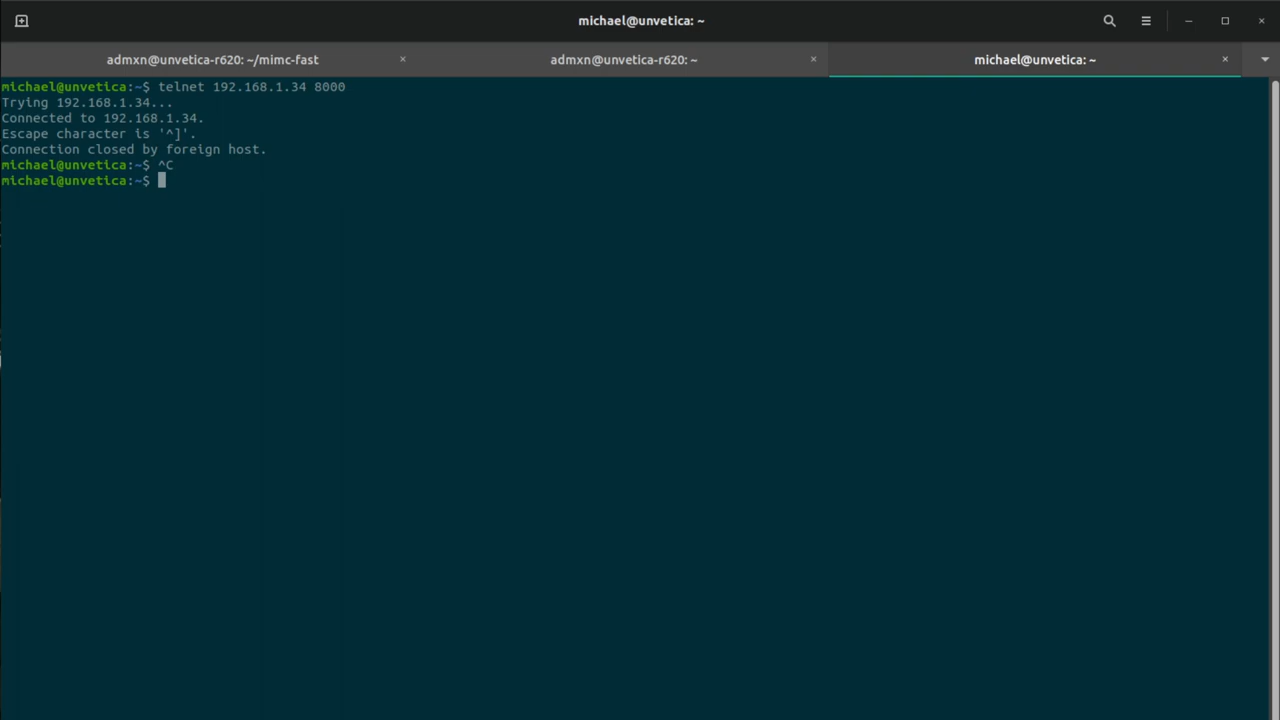 michael@unvetica: ~
admxn@unvetica-r620: ~/mimc-fast
admxn@unvetica-r620: ~
michael@unvetica: ~
michael@unvetica:~$ telnet 192.168.1.34 8000
Trying 192.168.1.34...
Connected to 192.168.1.34.
Escape character is '^]'.
Connection closed by foreign host.
michael@unvetica:~$ ^C
michael@unvetica:~$